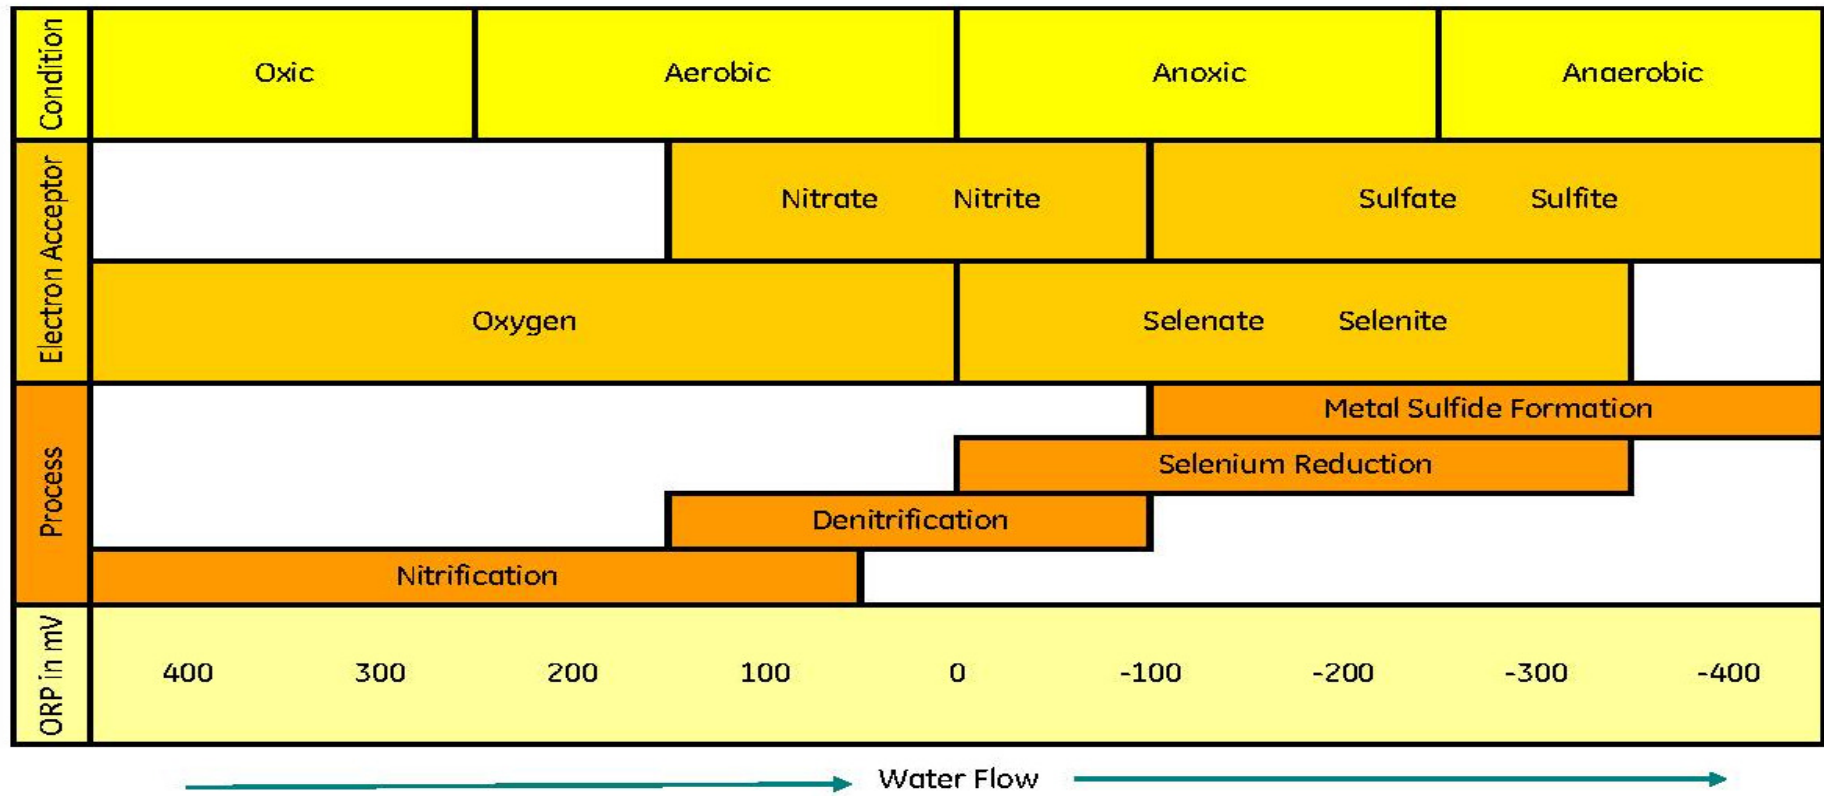 Condition
Oxic Aerobic Anoxic Anaerobic
Electron Acceptor
Nitrate Nitrite Sulfate Sulfite
Oxygen Selenate Selenite
Process
Metal Sulfide Formation
Selenium Reduction
Denitrification
Nitrification
ORP in mV
400 300 200 100 0 -100 -200 -300 -400
Water Flow